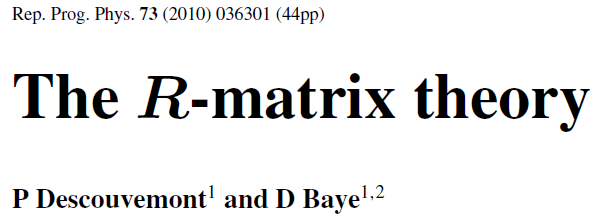 Rep. Prog. Phys. 73 (2010) 036301 (44pp)
The R-matrix theory
P Descouvemont¹ and D Baye¹,²